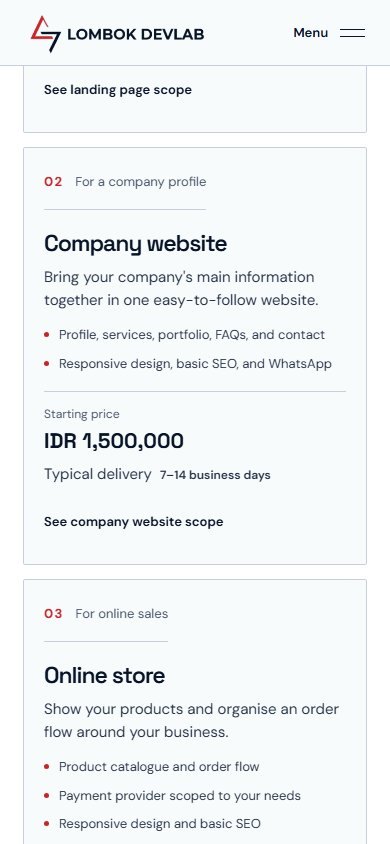 LOMBOK DEVLAB
Menu
See landing page scope
02 For a company profile
Company website
Bring your company's main information
together in one easy-to-follow website.
Profile, services, portfolio, FAQs, and contact
Responsive design, basic SEO, and WhatsApp
Starting price
IDR 1,500,000
Typical delivery 7–14 business days
See company website scope
03 For online sales
Online store
Show your products and organise an order
flow around your business.
Product catalogue and order flow
Payment provider scoped to your needs
Responsive design and basic SEO